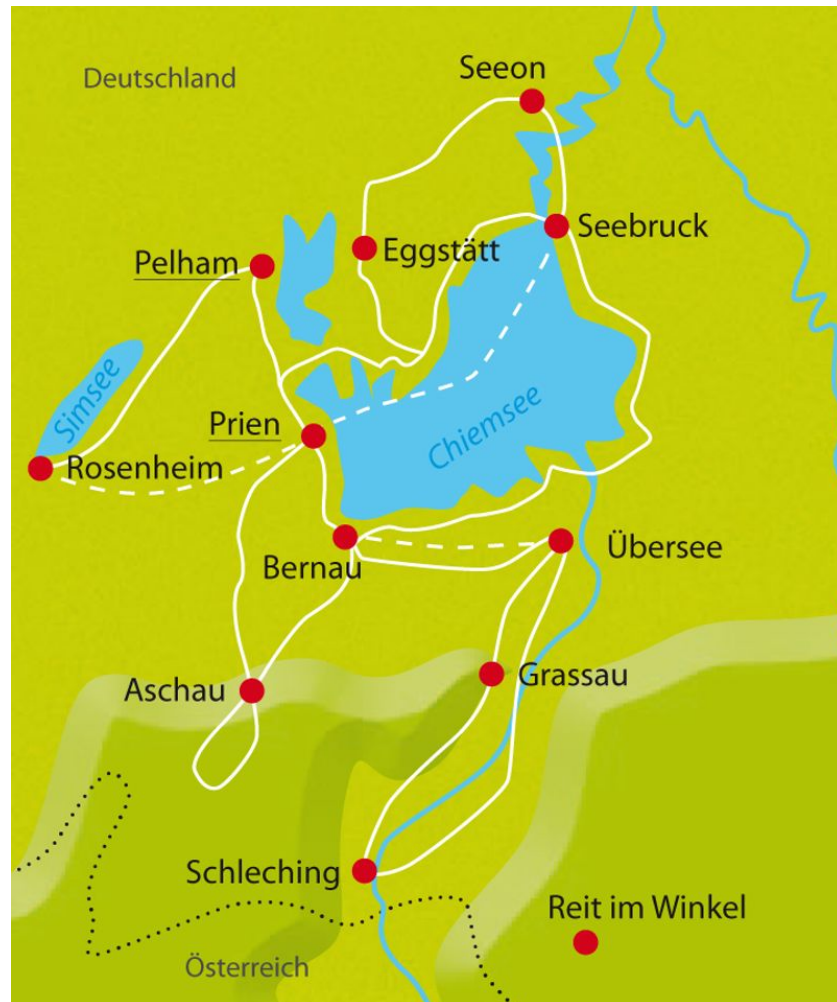 Deutschland
Seeon
Seebruck
Eggstätt
Pelham
Simsee
Chiemsee
Prien
Rosenheim
Bernau
Übersee
Aschau
Grassau
Schleching
Reit im Winkel
Österreich